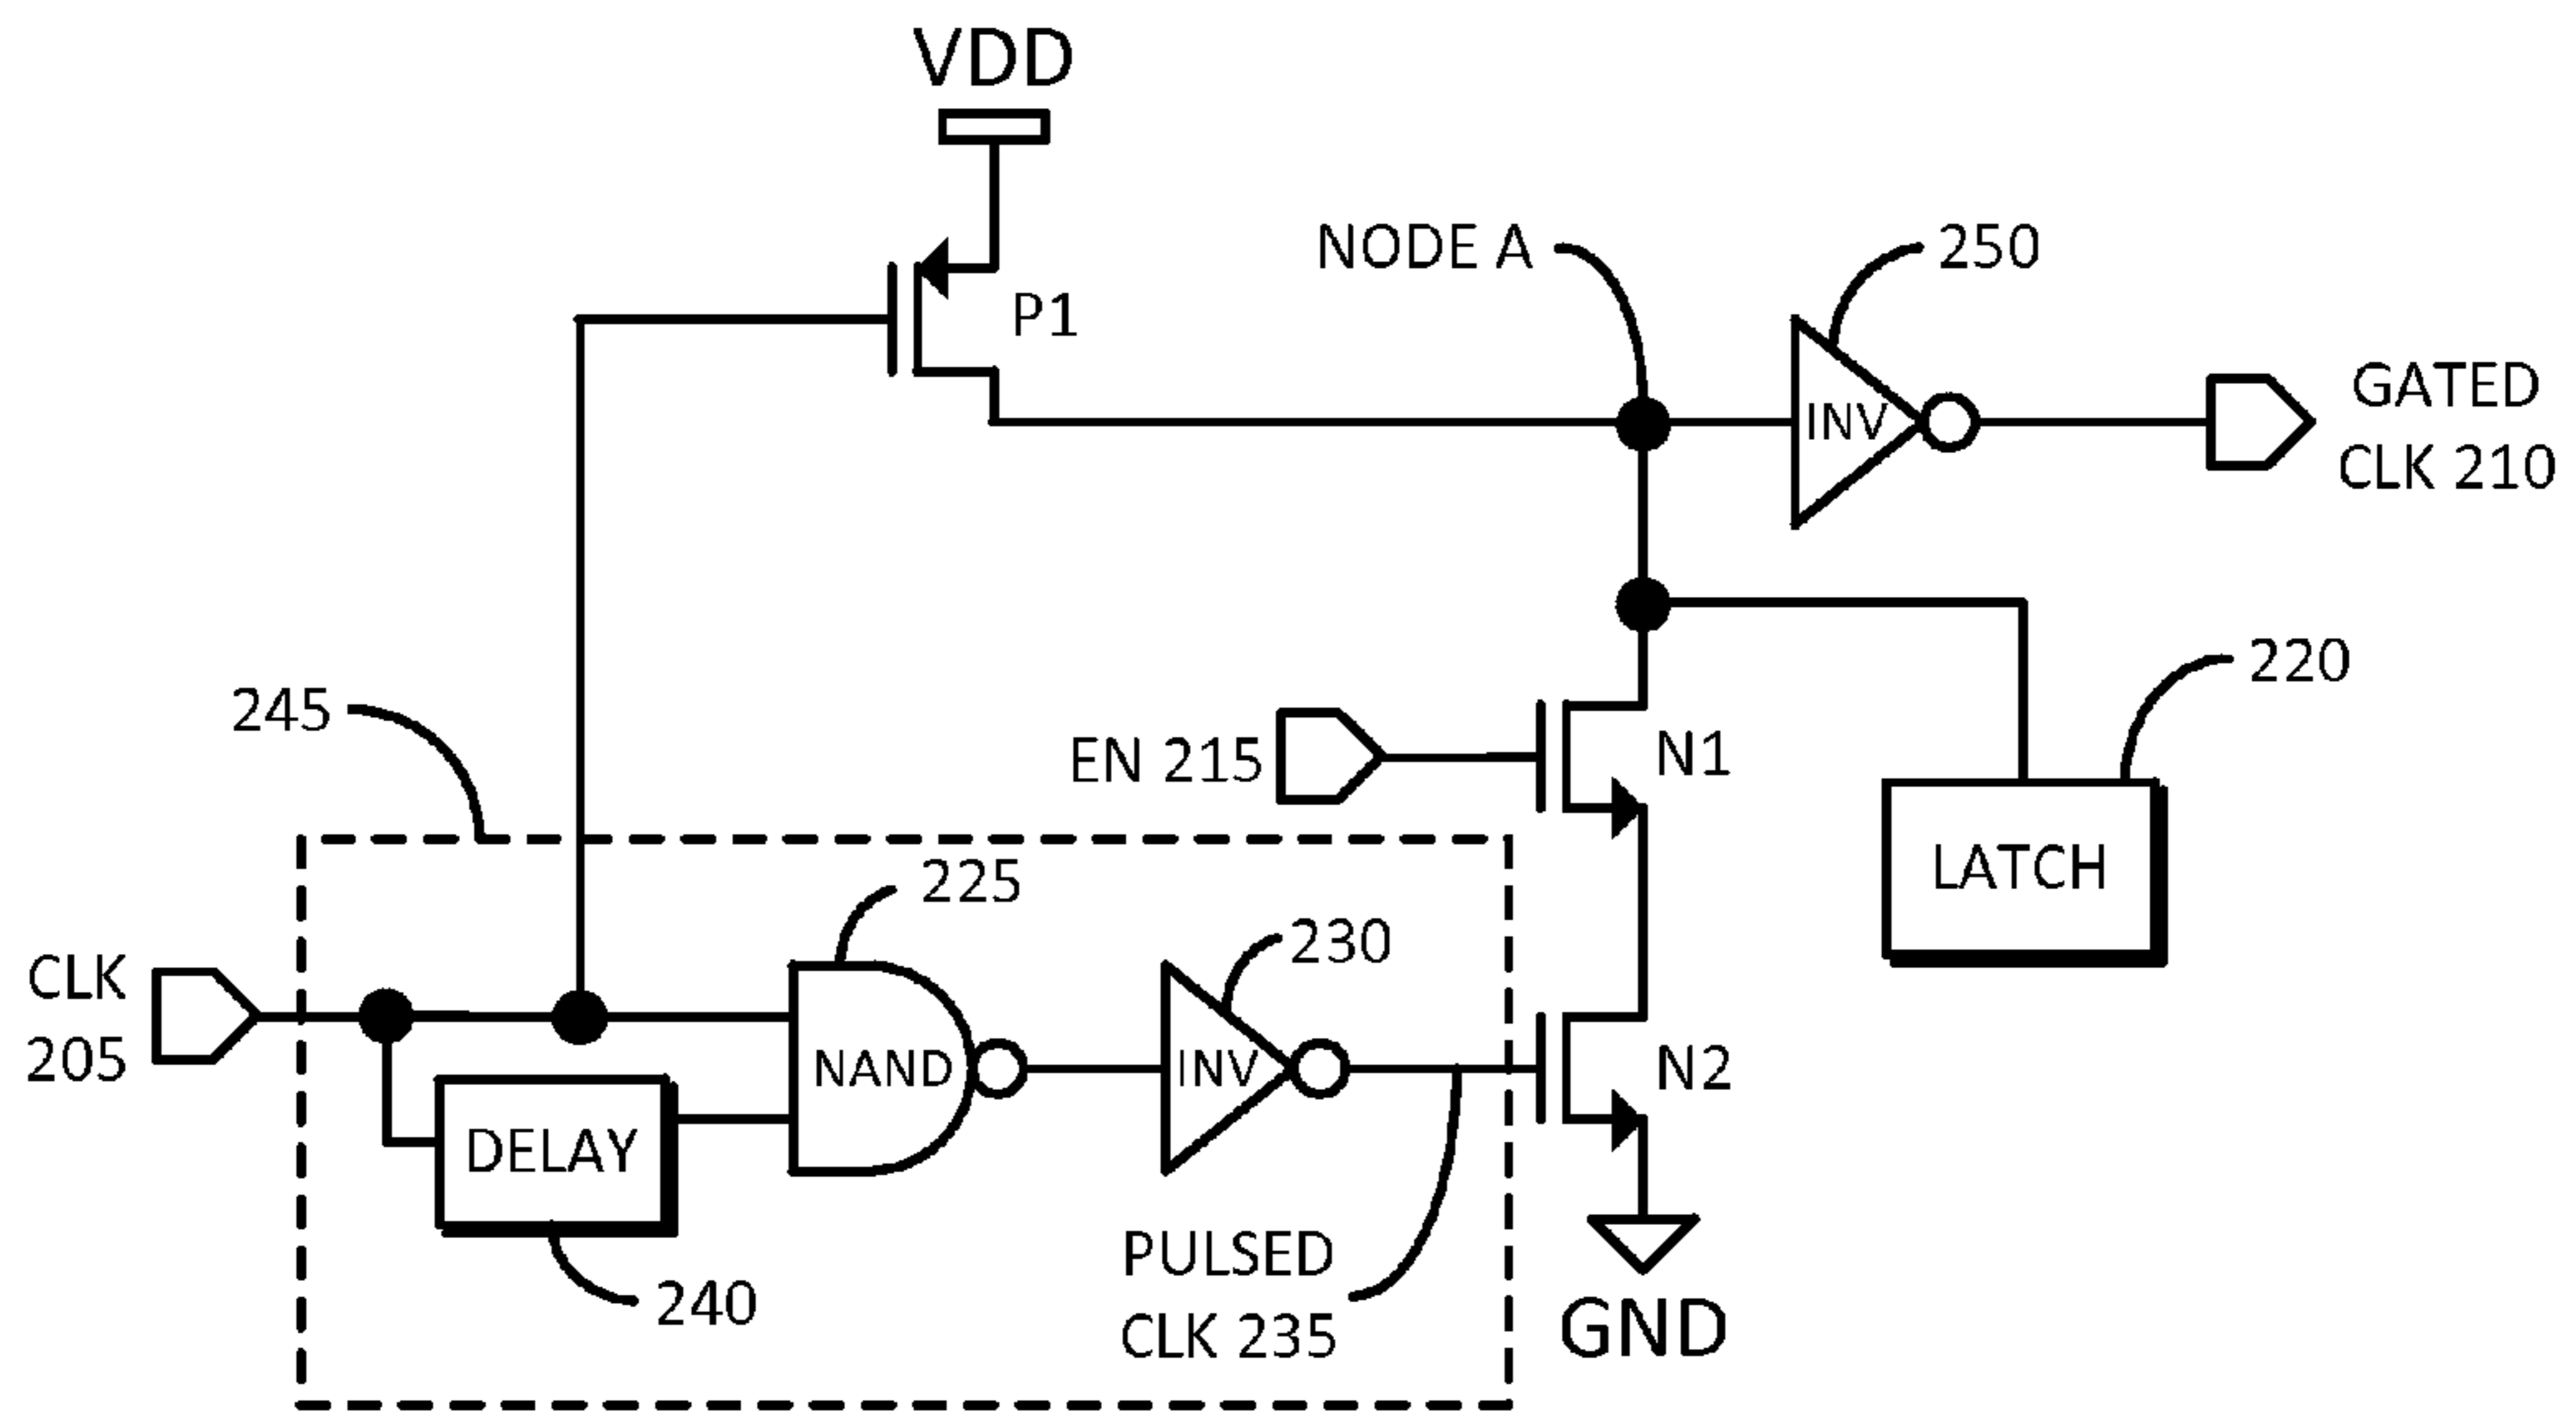 VDD
P1
NODE A
250
INV
GATED
CLK 210
220
245
EN 215
N1
LATCH
225
230
CLK
205
NAND
INV
N2
DELAY
240
PULSED
CLK 235
GND